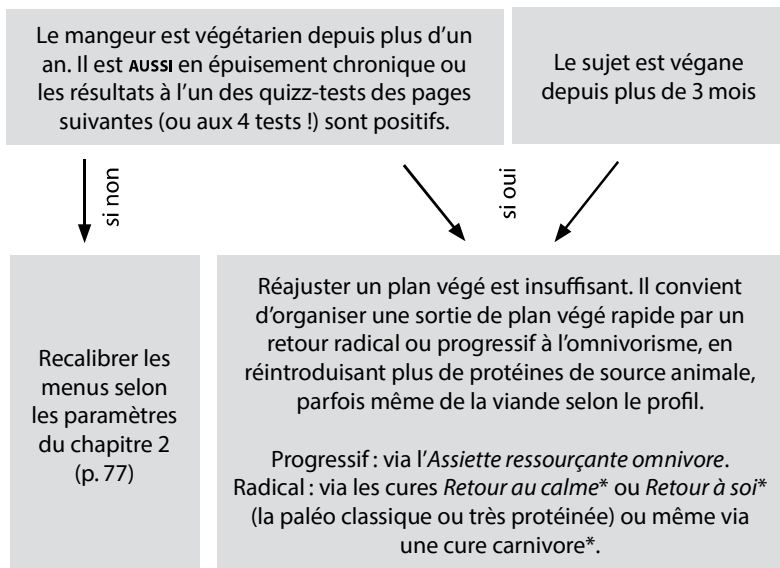 Le mangeur est végétarien depuis plus d'un
an. Il est AUSSI en épuisement chronique ou
les résultats à l'un des quizz-tests des pages
suivantes (ou aux 4 tests !) sont positifs.
Le sujet est végane
depuis plus de 3 mois
si non
si oui
Recalibrer les
menus selon
les paramètres
du chapitre 2
(p. 77)
Réajuster un plan végé est insuffisant. Il convient
d'organiser une sortie de plan végé rapide par un
retour radical ou progressif à l'omnivorisme, en
réintroduisant plus de protéines de source animale,
parfois même de la viande selon le profil.
Progressif : via l'Assiette ressourçante omnivore.
Radical : via les cures Retour au calme* ou Retour à soi*
(la paléo classique ou très protéinée) ou même via
une cure carnivore*.